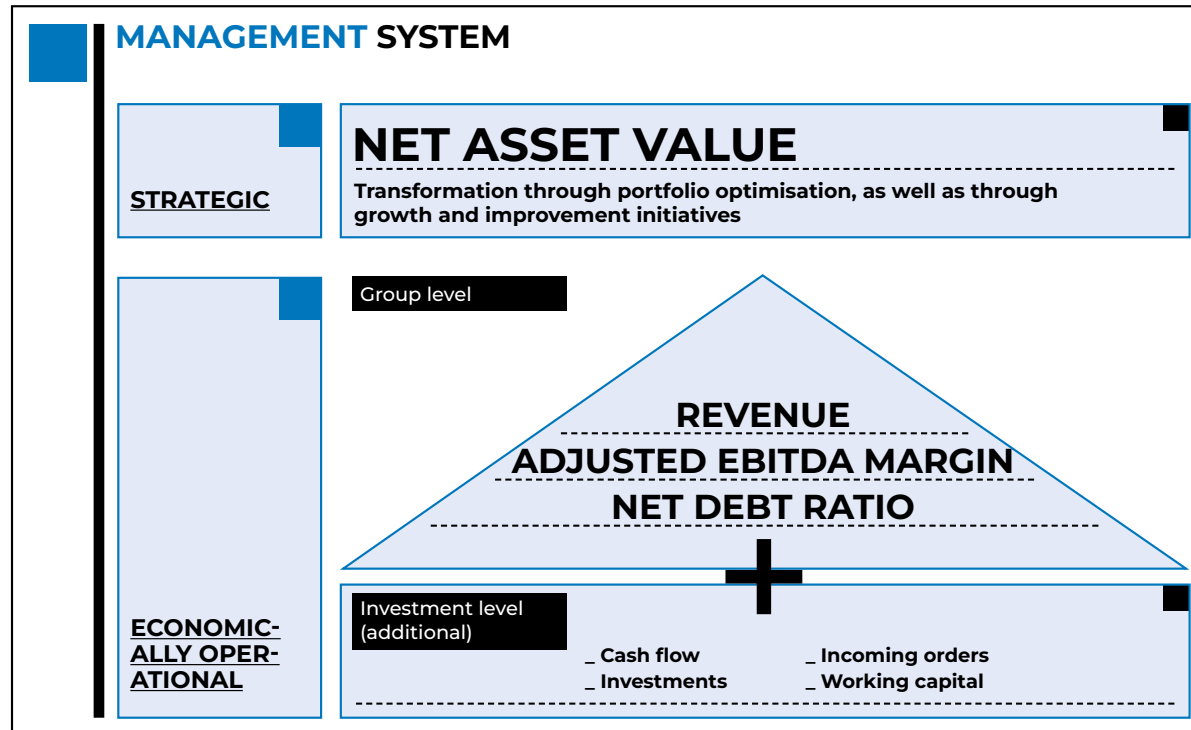 MANAGEMENT SYSTEM
STRATEGIC
NET ASSET VALUE
Transformation through portfolio optimisation, as well as through
growth and improvement initiatives
Group level
REVENUE
ADJUSTED EBITDA MARGIN
NET DEBT RATIO
ECONOMIC-
ALLY OPER-
ATIONAL
Investment level
(additional)
_ Cash flow
_ Investments
_ Incoming orders
_ Working capital